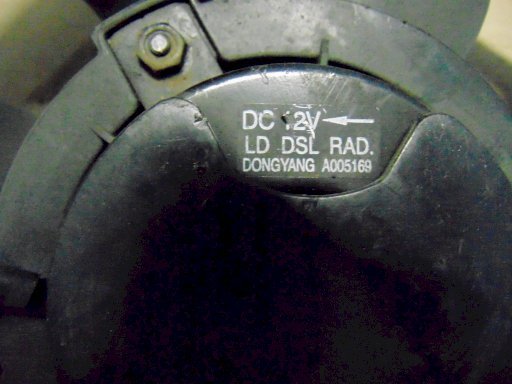 DC 12V ←
LD DSL RAD.
DONGYANG A005169